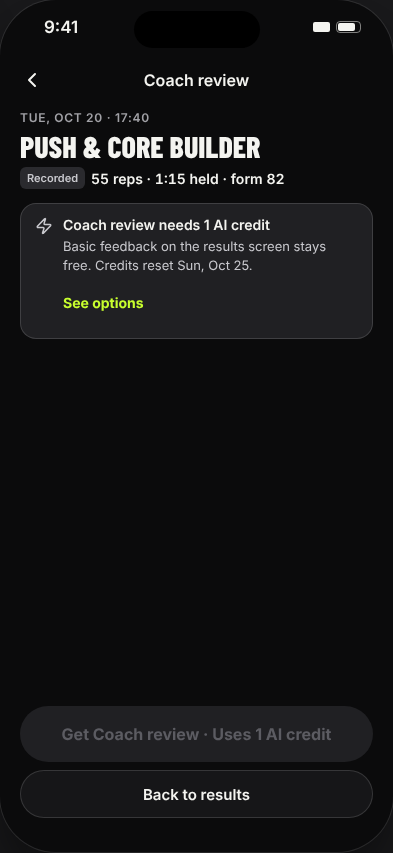 9:41
Coach review
TUE, OCT 20 · 17:40
PUSH & CORE BUILDER
Recorded 55 reps · 1:15 held · form 82
Coach review needs 1 AI credit
Basic feedback on the results screen stays
free. Credits reset Sun, Oct 25.
See options
Get Coach review · Uses 1 AI credit
Back to results